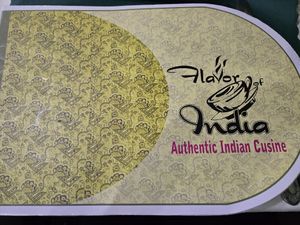 Flavor of
India
Authentic Indian Cusine